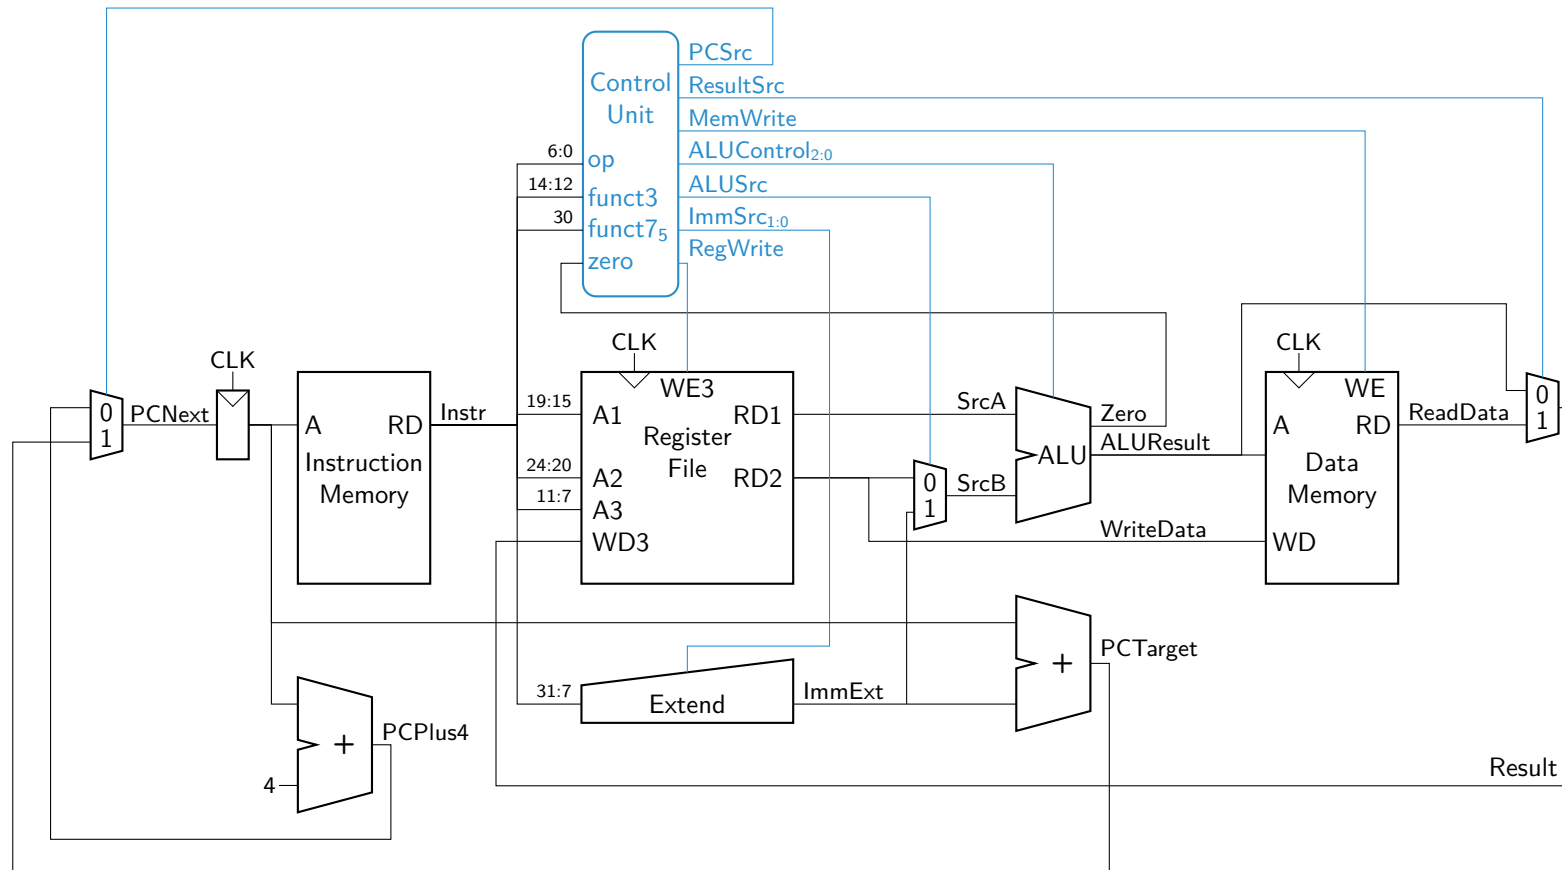 PCSrc
Control
Unit
ResultSrc
MemWrite
6:0
op
ALUControl2:0
14:12
funct3
ALUSrc
30
funct75
ImmSrc1:0
zero
RegWrite
CLK
CLK
CLK
0
1
PCNext
A
RD
Instruction
Memory
Instr
19:15
A1
WE3
RD1
Register
File
24:20
A2
RD2
11:7
A3
WD3
SrcA
0
1
SrcB
ALU
Zero
ALUResult
WriteData
WE
A
RD
Data
Memory
WD
ReadData
0
1
31:7
Extend
ImmExt
+
PCTarget
+
PCPlus4
4
Result